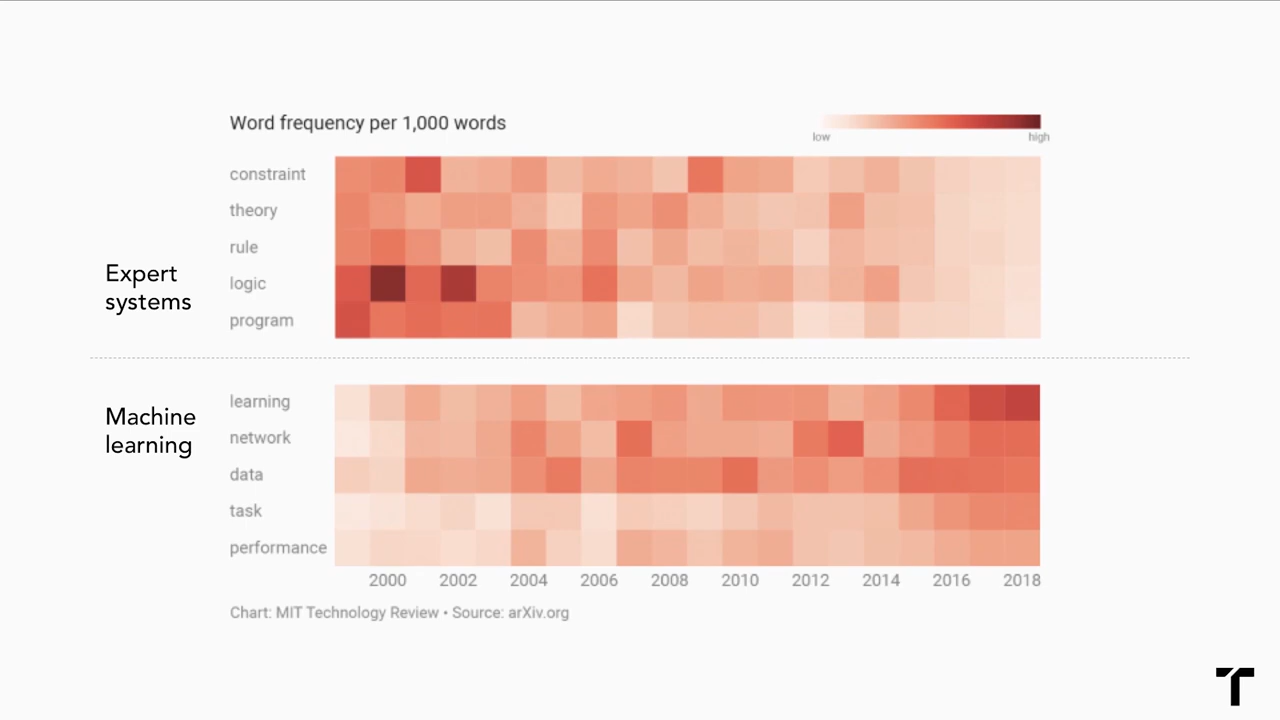 Word frequency per 1,000 words
low
high
constraint
theory
rule
logic
program
Expert
systems
Machine
learning
learning
network
data
task
performance
2000
2002
2004
2006
2008
2010
2012
2014
2016
2018
Chart: MIT Technology Review • Source: arXiv.org